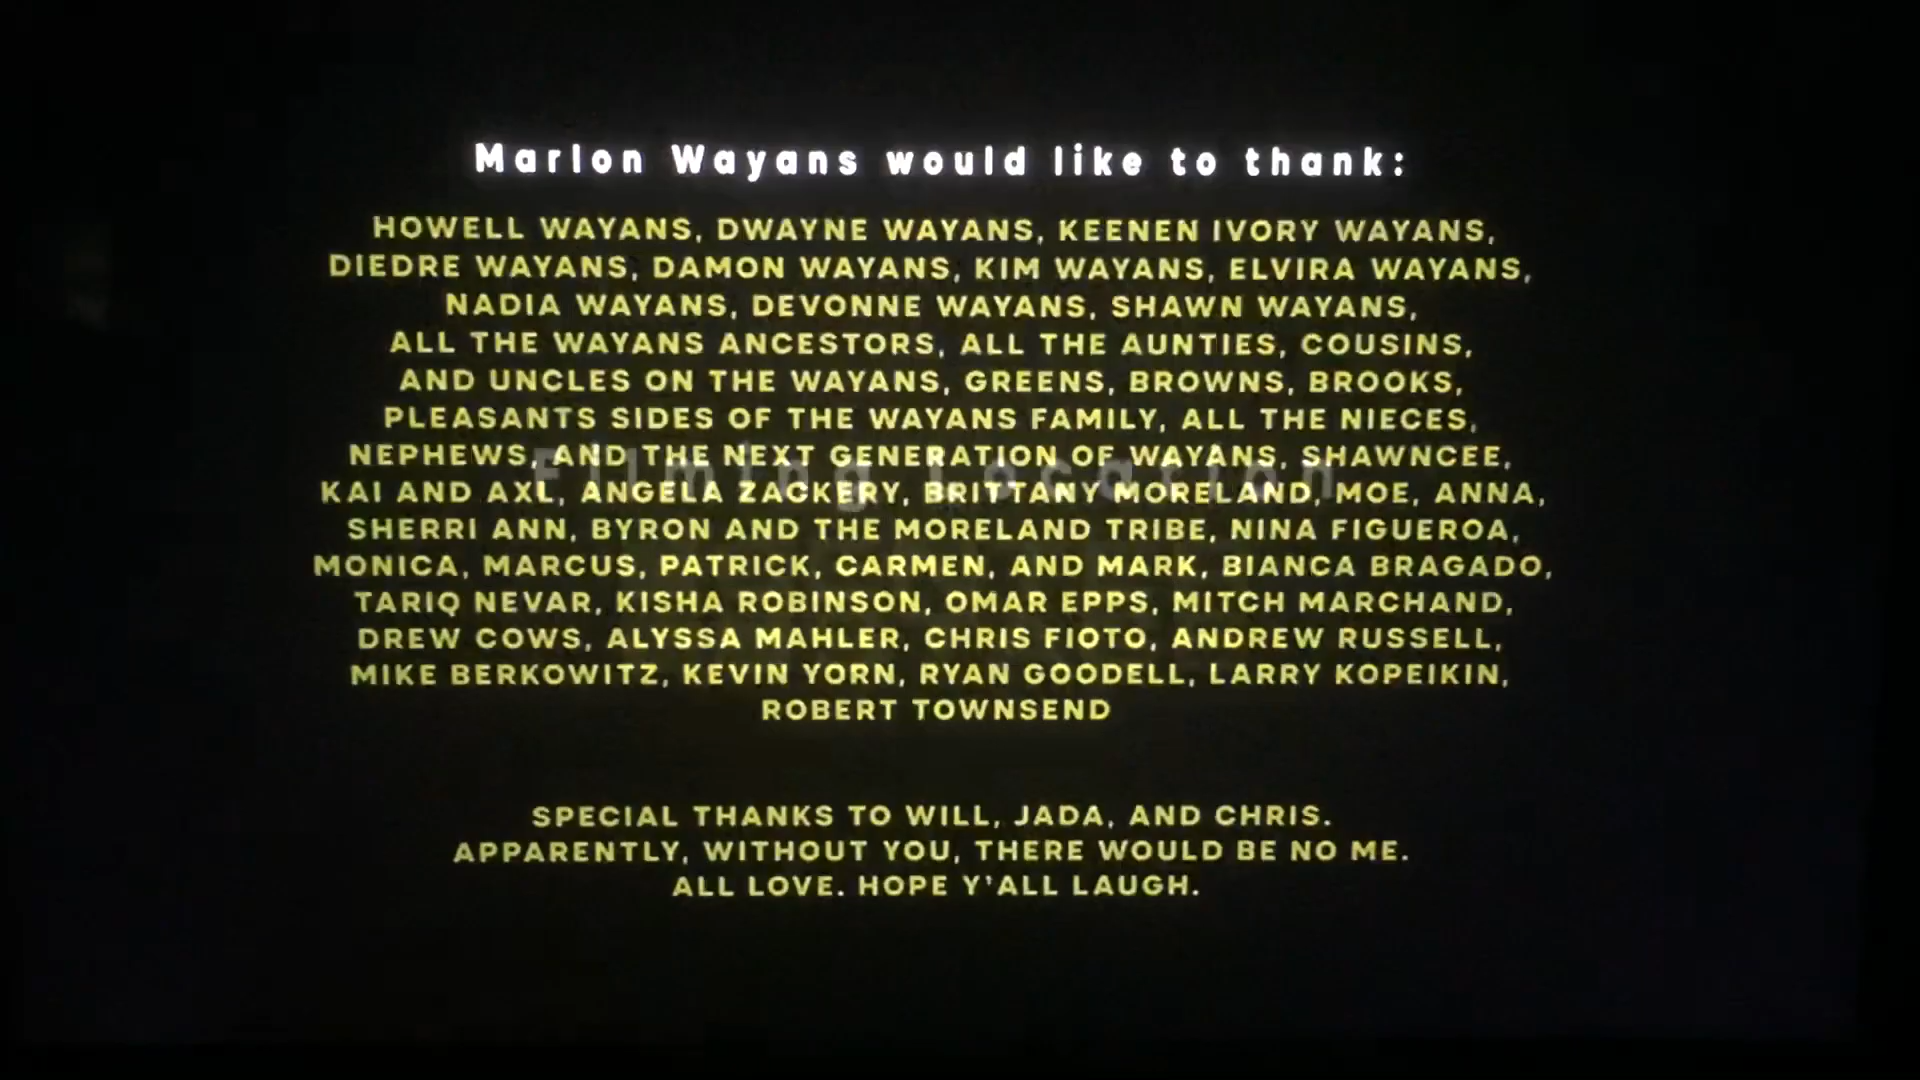 Marlon Wayans would like to thank:
HOWELL WAYANS, DWAYNE WAYANS, KEENEN IVORY WAYANS,
DIEDRE WAYANS, DAMON WAYANS, KIM WAYANS, ELVIRA WAYANS,
NADIA WAYANS, DEVONNE WAYANS, SHAWN WAYANS,
ALL THE WAYANS ANCESTORS, ALL THE AUNTIES, COUSINS,
AND UNCLES ON THE WAYANS, GREENS, BROWNS, BROOKS,
PLEASANTS SIDES OF THE WAYANS FAMILY, ALL THE NIECES,
NEPHEWS, AND THE NEXT GENERATION OF WAYANS, SHAWNCEE,
Filming Location
KAI AND AXL, ANGELA ZACKERY, BRITTANY MORELAND, MOE, ANNA,
SHERRI ANN, BYRON AND THE MORELAND TRIBE, NINA FIGUEROA,
MONICA, MARCUS, PATRICK, CARMEN, AND MARK, BIANCA BRAGADO,
TARIQ NEVAR, KISHA ROBINSON, OMAR EPPS, MITCH MARCHAND,
DREW COWS, ALYSSA MAHLER, CHRIS FIOTO, ANDREW RUSSELL,
MIKE BERKOWITZ, KEVIN YORN, RYAN GOODELL, LARRY KOPEIKIN,
ROBERT TOWNSEND
SPECIAL THANKS TO WILL, JADA, AND CHRIS.
APPARENTLY, WITHOUT YOU, THERE WOULD BE NO ME.
ALL LOVE. HOPE Y'ALL LAUGH.